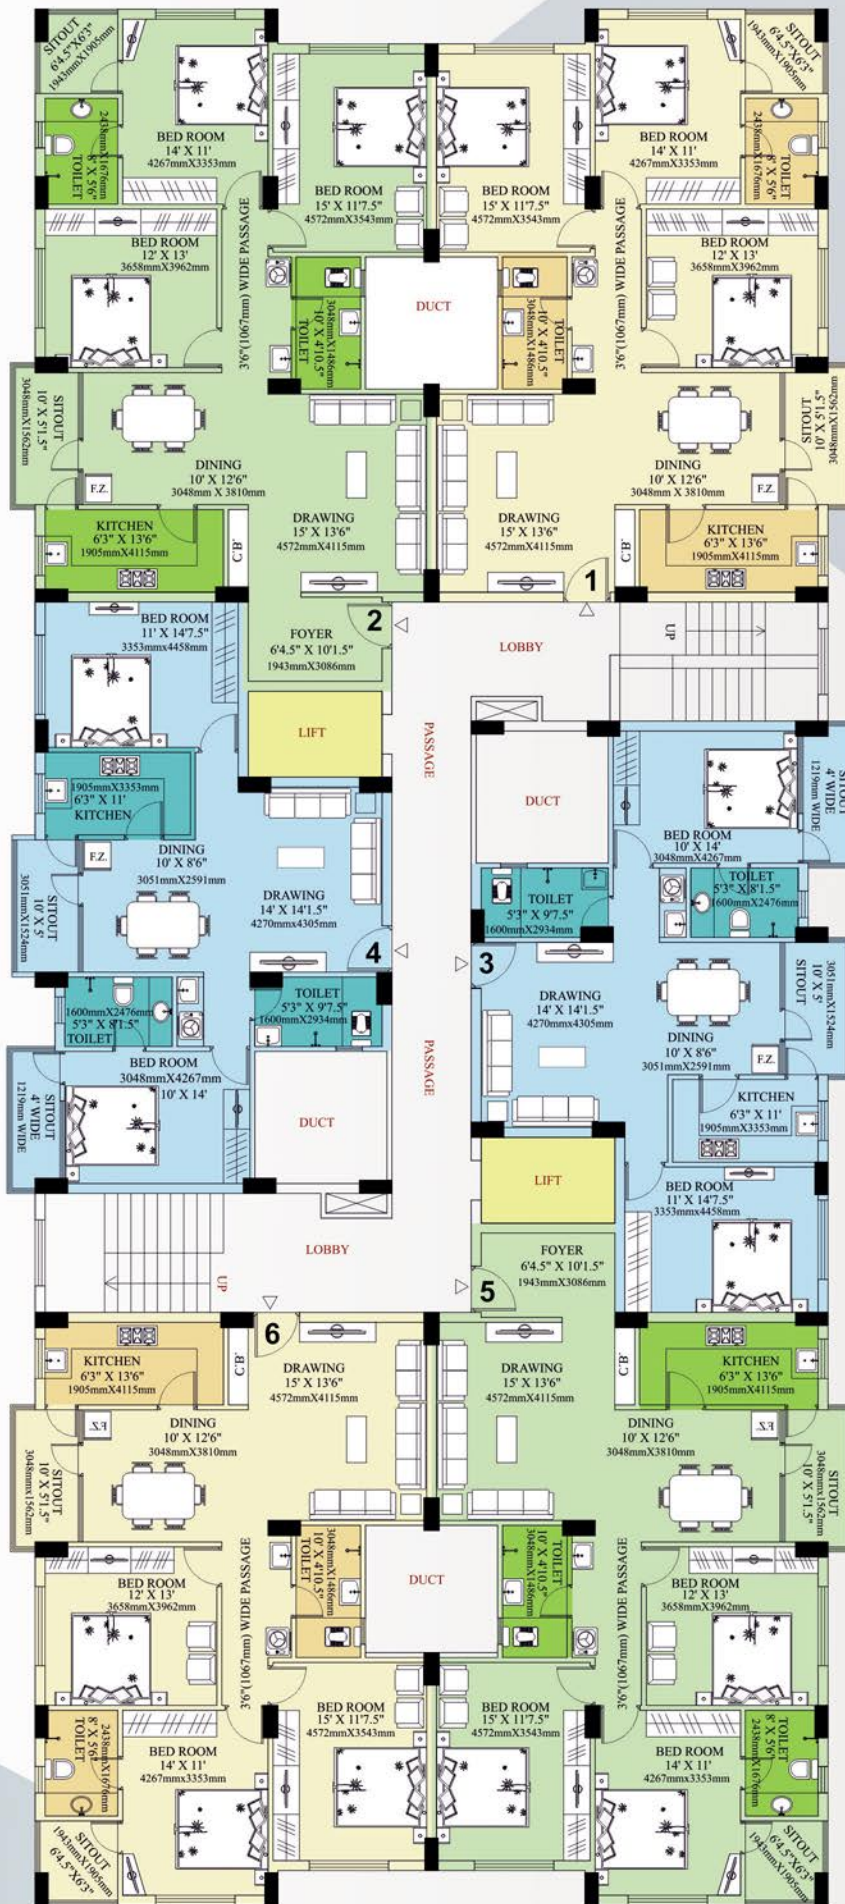 SITOUT
6'4.5"X6'3"
1943mmX1905mm
BED ROOM
14' X 11'
4267mmX3353mm
2438mmX1676mm
8' X 5'6"
TOILET
BED ROOM
15' X 11'7.5"
4572mmX3543mm
BED ROOM
12' X 13'
3658mmX3962mm
3'6"(1067mm) WIDE PASSAGE
3048mmX1486mm
10' X 4'10.5"
TOILET
SITOUT
10' X 5'1.5"
3048mmX1562mm
DINING
10' X 12'6"
3048mm X 3810mm
F.Z.
KITCHEN
6'3" X 13'6"
1905mmX4115mm
C.B.
DRAWING
15' X 13'6"
4572mmX4115mm
2
FOYER
6'4.5" X 10'1.5"
1943mmX3086mm
DUCT
SITOUT
6'4.5"X6'3"
1943mmX1905mm
BED ROOM
14' X 11'
4267mmX3353mm
2438mmX1676mm
8' X 5'6"
TOILET
BED ROOM
15' X 11'7.5"
4572mmX3543mm
BED ROOM
12' X 13'
3658mmX3962mm
3'6"(1067mm) WIDE PASSAGE
3048mmX1486mm
10' X 4'10.5"
TOILET
SITOUT
10' X 5'1.5"
3048mmX1562mm
DINING
10' X 12'6"
3048mm X 3810mm
F.Z.
DRAWING
15' X 13'6"
4572mmX4115mm
C.B.
KITCHEN
6'3" X 13'6"
1905mmX4115mm
1
LOBBY
UP
LIFT
PASSAGE
BED ROOM
11' X 14'7.5"
3353mmx4458mm
1905mmX3353mm
6'3" X 11'
KITCHEN
F.Z.
DINING
10' X 8'6"
3051mmX2591mm
SITOUT
10' X 5'
3051mmX1524mm
DRAWING
14' X 14'1.5"
4270mmx4305mm
4
1600mmX2476mm
5'3" X 8'1.5"
TOILET
TOILET
5'3" X 9'7.5"
1600mmX2934mm
BED ROOM
3048mmX4267mm
10' X 14'
SITOUT
4' WIDE
1219mm WIDE
DUCT
DUCT
BED ROOM
10' X 14'
3048mmX4267mm
SITOUT
4' WIDE
1219mm WIDE
TOILET
5'3" X 9'7.5"
1600mmX2934mm
TOILET
5'3" X 8'1.5"
1600mmX2476mm
3
DRAWING
14' X 14'1.5"
4270mmx4305mm
DINING
10' X 8'6"
3051mmX2591mm
3051mmX1524mm
10' X 5'
SITOUT
F.Z.
KITCHEN
6'3" X 11'
1905mmX3353mm
PASSAGE
LIFT
BED ROOM
11' X 14'7.5"
3353mmx4458mm
LOBBY
UP
FOYER
6'4.5" X 10'1.5"
1943mmX3086mm
5
6
KITCHEN
6'3" X 13'6"
1905mmX4115mm
C.B.
DRAWING
15' X 13'6"
4572mmX4115mm
F.Z.
DINING
10' X 12'6"
3048mmX3810mm
SITOUT
10' X 5'1.5"
3048mmx1562mm
TOILET
10' X 4'10.5"
3048mmX1486mm
BED ROOM
12' X 13'
3658mmX3962mm
3'6"(1067mm) WIDE PASSAGE
BED ROOM
15' X 11'7.5"
4572mmX3543mm
2438mmX1676mm
8' X 5'6"
TOILET
BED ROOM
14' X 11'
4267mmx3353mm
SITOUT
1943mmX1905mm
6'4.5"X6'3"
DUCT
DRAWING
15' X 13'6"
4572mmX4115mm
C.B.
KITCHEN
6'3" X 13'6"
1905mmX4115mm
F.Z.
DINING
10' X 12'6"
3048mmX3810mm
SITOUT
10' X 5'1.5"
3048mmx1562mm
TOILET
10' X 4'10.5"
3048mmX1486mm
BED ROOM
12' X 13'
3658mmX3962mm
3'6"(1067mm) WIDE PASSAGE
BED ROOM
15' X 11'7.5"
4572mmX3543mm
TOILET
8' X 5'6"
2438mmX1676mm
BED ROOM
14' X 11'
4267mmx3353mm
SITOUT
6'4.5"X6'3"
1943mmX1905mm